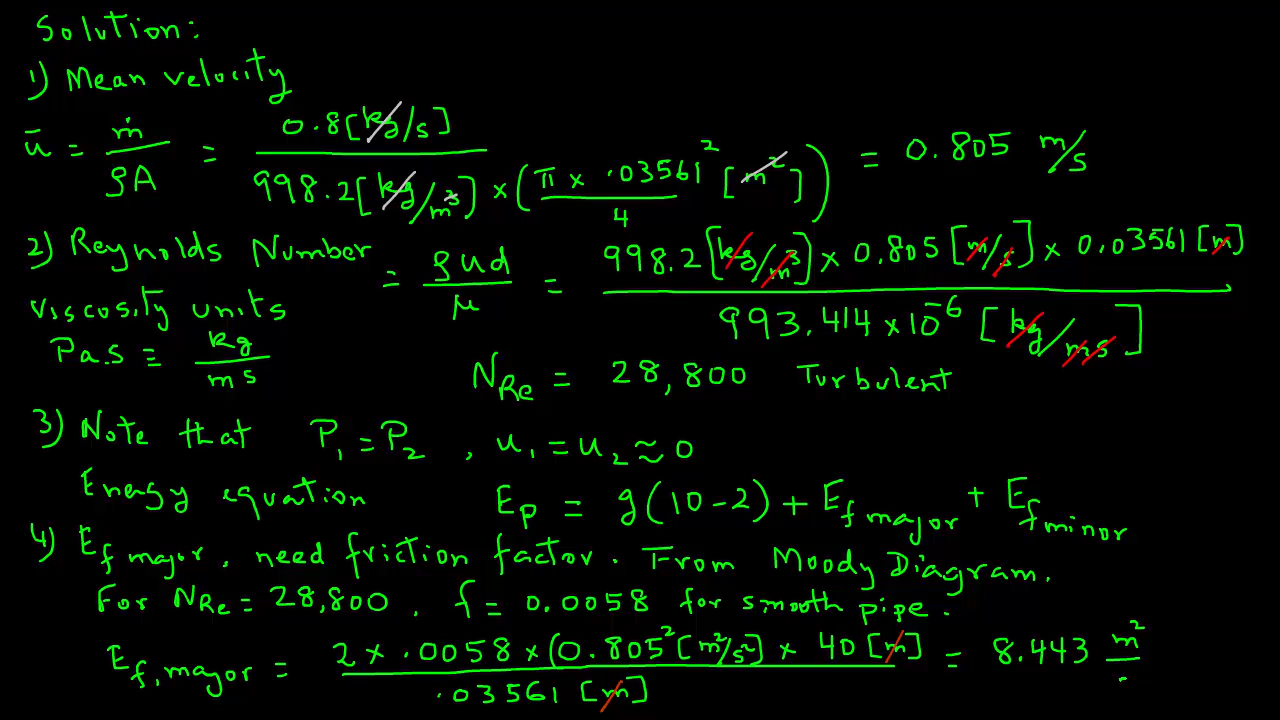 Solution:
1) Mean velocity
ū = ṁ / ρA = 0.8 [kg/s] / 998.2 [kg/m³] × (π × .03561² [m²] / 4) = 0.805 m/s
2) Reynolds Number = ρud / μ = 998.2 [kg/m³] × 0.805 [m/s] × 0.03561 [m] / 993.414 × 10⁻⁶ [kg/ms]
viscosity units
Pa.s ≡ kg / ms
N_Re = 28,800 Turbulent
3) Note that P₁ = P₂, u₁ = u₂ ≈ 0
Energy equation E_p = g(10-2) + E_f major + E_f minor
4) E_f major, need friction factor. From Moody Diagram.
For N_Re = 28,800, f = 0.0058 for smooth pipe.
E_f,major = 2 × .0058 × (0.805² [m²/s²] × 40 [m] / .03561 [m] = 8.443 m²